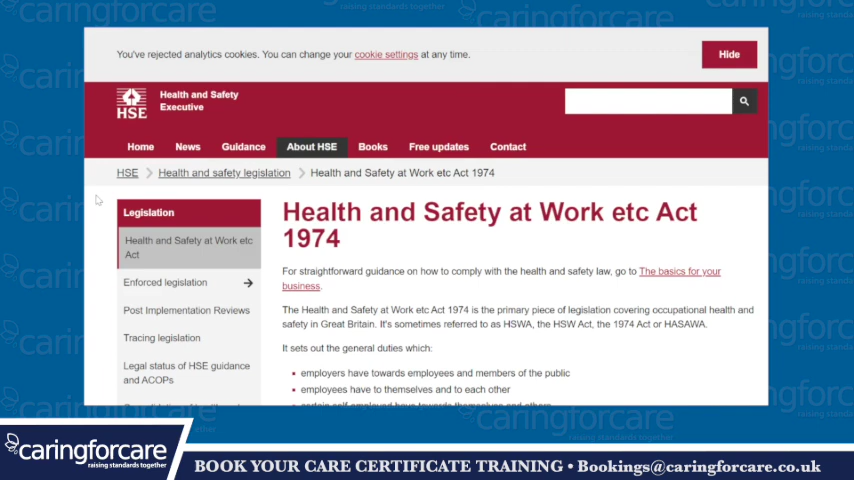 You've rejected analytics cookies. You can change your cookie settings at any time.
Hide
HSE
Health and Safety
Executive
Home
News
Guidance
About HSE
Books
Free updates
Contact
HSE
Health and safety legislation
Health and Safety at Work etc Act 1974
Legislation
Health and Safety at Work etc
Act
Enforced legislation
Post Implementation Reviews
Tracing legislation
Legal status of HSE guidance
and ACOPs
Health and Safety at Work etc Act
1974
For straightforward guidance on how to comply with the health and safety law, go to The basics for your
business.
The Health and Safety at Work etc Act 1974 is the primary piece of legislation covering occupational health and
safety in Great Britain. It's sometimes referred to as HSWA, the HSW Act, the 1974 Act or HASAWA.
It sets out the general duties which:
employers have towards employees and members of the public
employees have to themselves and to each other
certain self-employed have towards themselves and others
caringforcare
raising standards together
BOOK YOUR CARE CERTIFICATE TRAINING • Bookings@caringforcare.co.uk